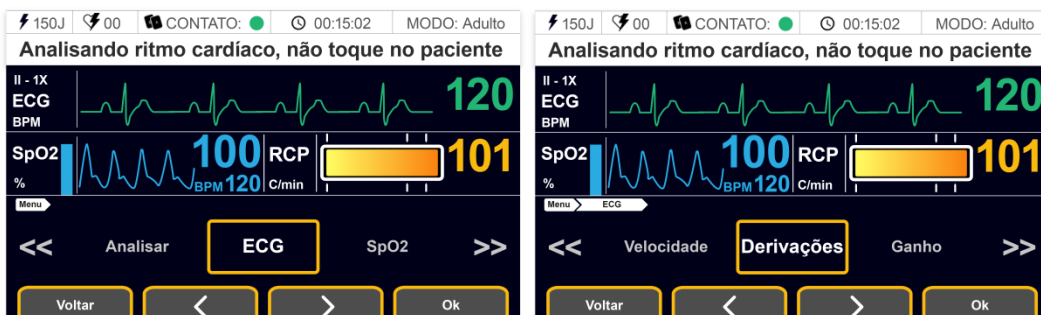 150J 00 CONTATO: 00:15:02 MODO: Adulto
Analisando ritmo cardíaco, não toque no paciente
II - 1X
ECG
BPM
120
SpO2
%
100
BPM 120
RCP
C/min
101
Menu
<< Analisar ECG SpO2 >>
Voltar < > Ok
150J 00 CONTATO: 00:15:02 MODO: Adulto
Analisando ritmo cardíaco, não toque no paciente
II - 1X
ECG
BPM
120
SpO2
%
100
BPM 120
RCP
C/min
101
Menu ECG
<< Velocidade Derivações Ganho >>
Voltar < > Ok